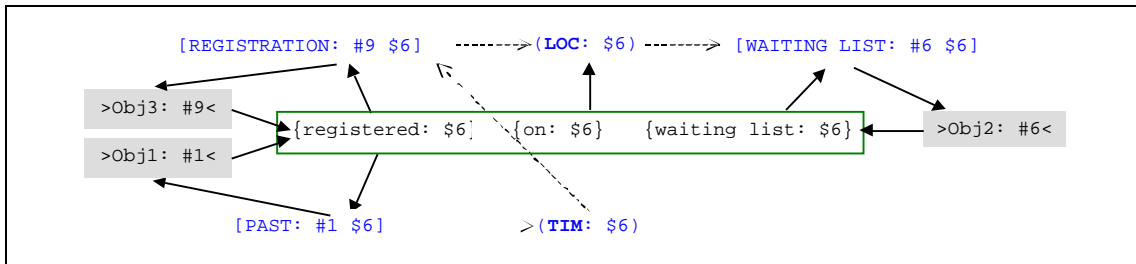 [REGISTRATION: #9 $6] (LOC: $6) [WAITING LIST: #6 $6]
>Obj3: #9<
{registered: $6} {on: $6} {waiting list: $6} >Obj2: #6<
>Obj1: #1<
[PAST: #1 $6] >(TIM: $6)